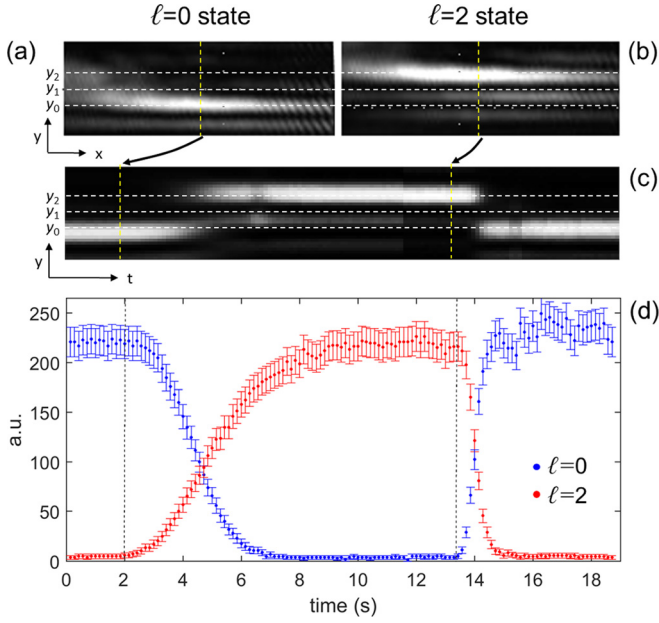 ℓ=0 state
ℓ=2 state
(a)
(b)
y₂
y₁
y₀
y
x
(c)
y₂
y₁
y₀
y
t
(d)
250
200
150
100
50
0
a.u.
ℓ=0
ℓ=2
0 2 4 6 8 10 12 14 16 18
time (s)